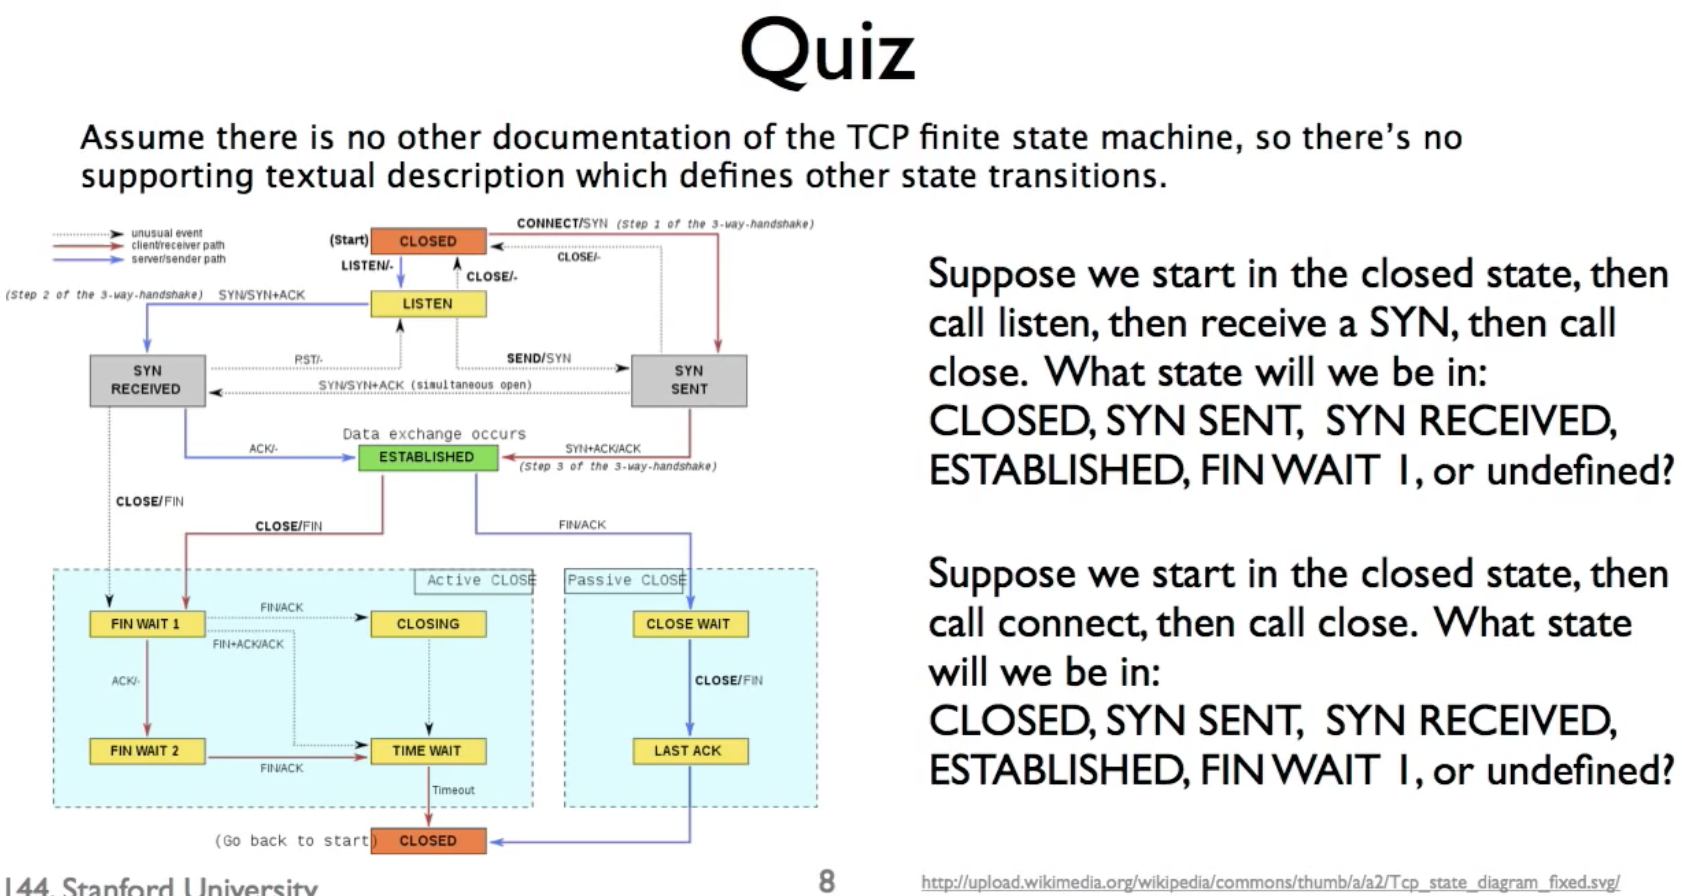 Quiz
Assume there is no other documentation of the TCP finite state machine, so there's no
supporting textual description which defines other state transitions.
unusual event
client/receiver path
server/sender path
(Start)
CLOSED
CONNECT/SYN (Step 1 of the 3-way-handshake)
CLOSE/-
LISTEN/-
CLOSE/-
(Step 2 of the 3-way-handshake)
SYN/SYN+ACK
LISTEN
RST/-
SEND/SYN
SYN
RECEIVED
SYN
SENT
SYN/SYN+ACK (simultaneous open)
Data exchange occurs
ACK/-
ESTABLISHED
SYN+ACK/ACK
(Step 3 of the 3-way-handshake)
CLOSE/FIN
CLOSE/FIN
FIN/ACK
Active CLOSE
Passive CLOSE
FIN WAIT 1
FIN/ACK
CLOSING
CLOSE WAIT
FIN+ACK/ACK
ACK/-
CLOSE/FIN
FIN WAIT 2
FIN/ACK
TIME WAIT
LAST ACK
Timeout
(Go back to start)
CLOSED
Suppose we start in the closed state, then
call listen, then receive a SYN, then call
close. What state will we be in:
CLOSED, SYN SENT, SYN RECEIVED,
ESTABLISHED, FIN WAIT 1, or undefined?
Suppose we start in the closed state, then
call connect, then call close. What state
will we be in:
CLOSED, SYN SENT, SYN RECEIVED,
ESTABLISHED, FIN WAIT 1, or undefined?
144, Stanford University
8
http://upload.wikimedia.org/wikipedia/commons/thumb/a/a2/Tcp_state_diagram_fixed.svg/